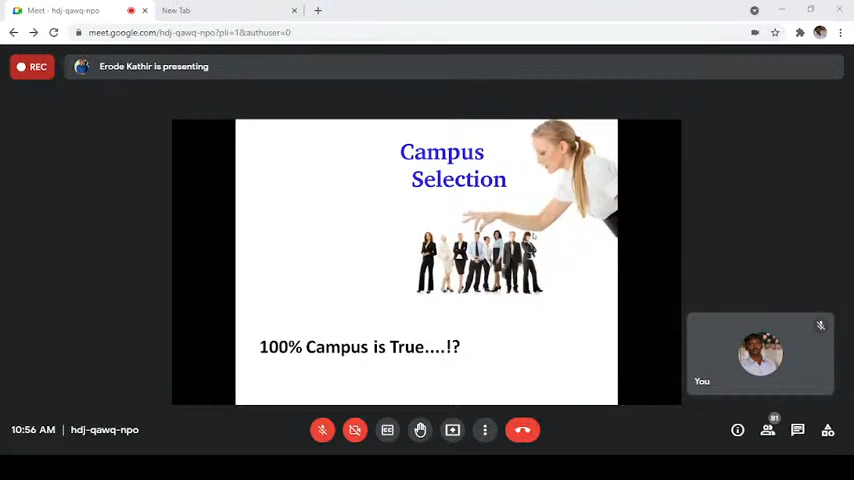 Meet - hdj-qawq-npo
New Tab
meet.google.com/hdj-qawq-npo?pli=1&authuser=0
REC
Erode Kathir is presenting
Campus
Selection
100% Campus is True....!?
You
10:56 AM | hdj-qawq-npo
81